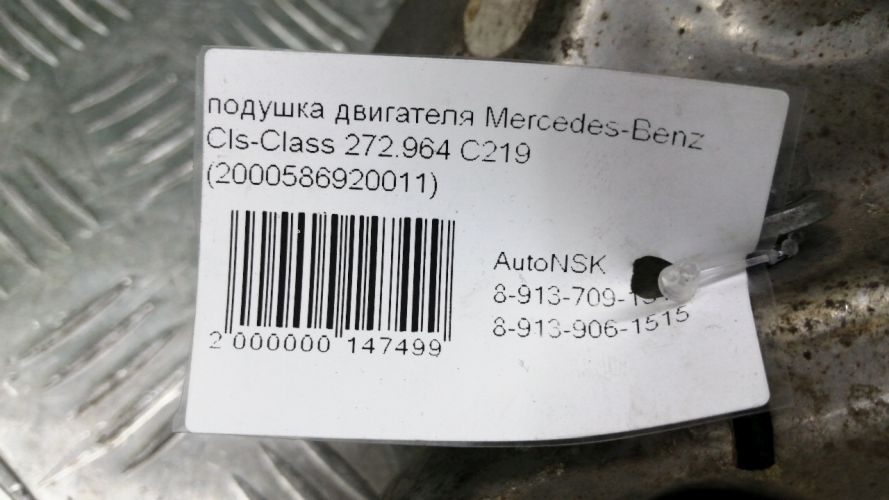 подушка двигателя Mercedes-Benz
Cls-Class 272.964 C219
(2000586920011)
AutoNSK
8-913-906-1515
2 000000 147499